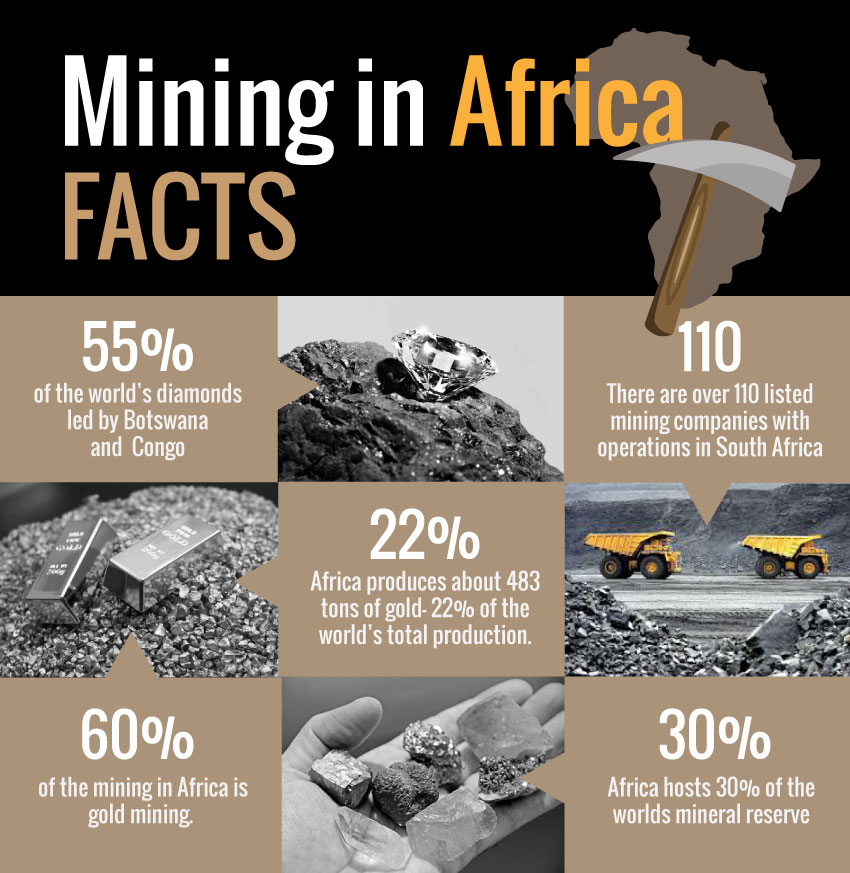 Mining in Africa
FACTS
55%
of the world's diamonds
led by Botswana
and Congo
110
There are over 110 listed
mining companies with
operations in South Africa
22%
Africa produces about 483
tons of gold- 22% of the
world's total production.
60%
of the mining in Africa is
gold mining.
30%
Africa hosts 30% of the
worlds mineral reserve